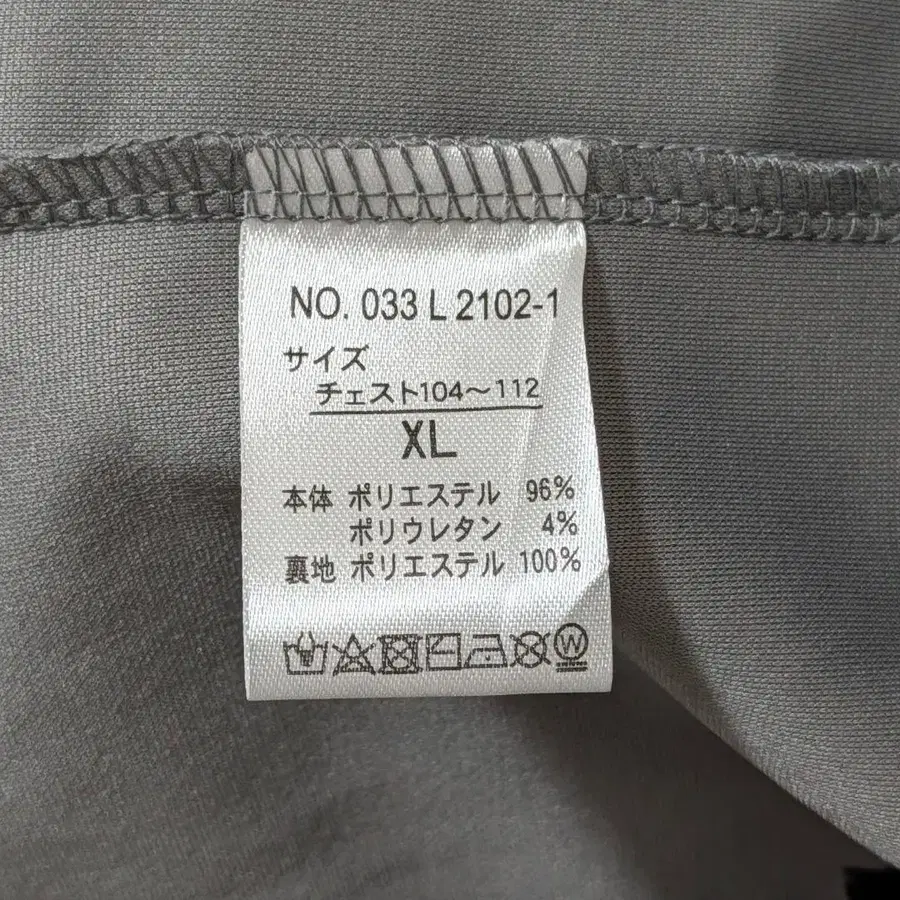 NO. 033 L 2102-1
サイズ
チェスト104～112
XL
本体 ポリエステル 96%
ポリウレタン 4%
裏地 ポリエステル 100%
W